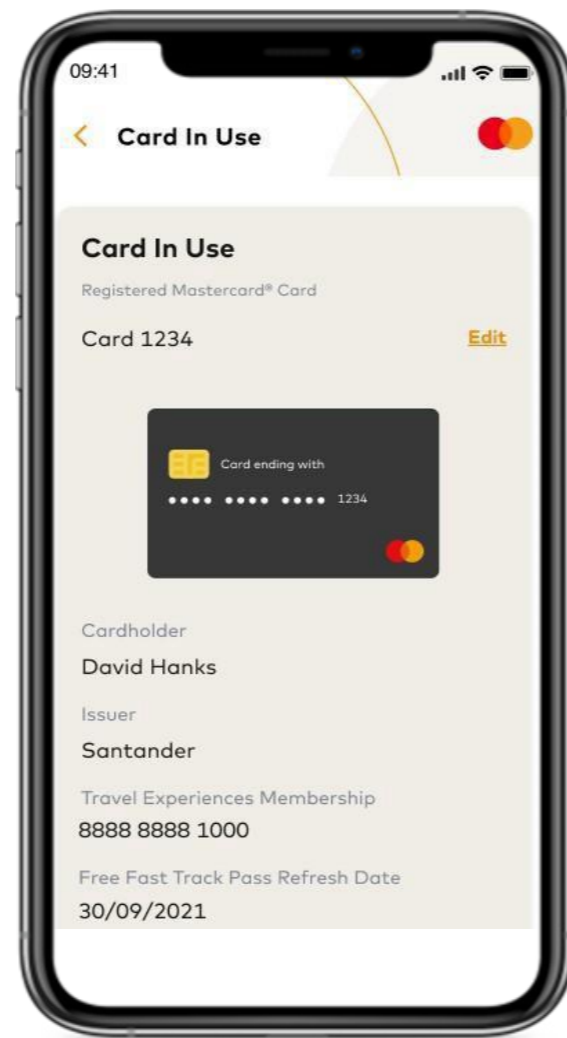 09:41
Card In Use
Card In Use
Registered Mastercard® Card
Card 1234
Edit
Card ending with
•••• •••• •••• 1234
Cardholder
David Hanks
Issuer
Santander
Travel Experiences Membership
8888 8888 1000
Free Fast Track Pass Refresh Date
30/09/2021